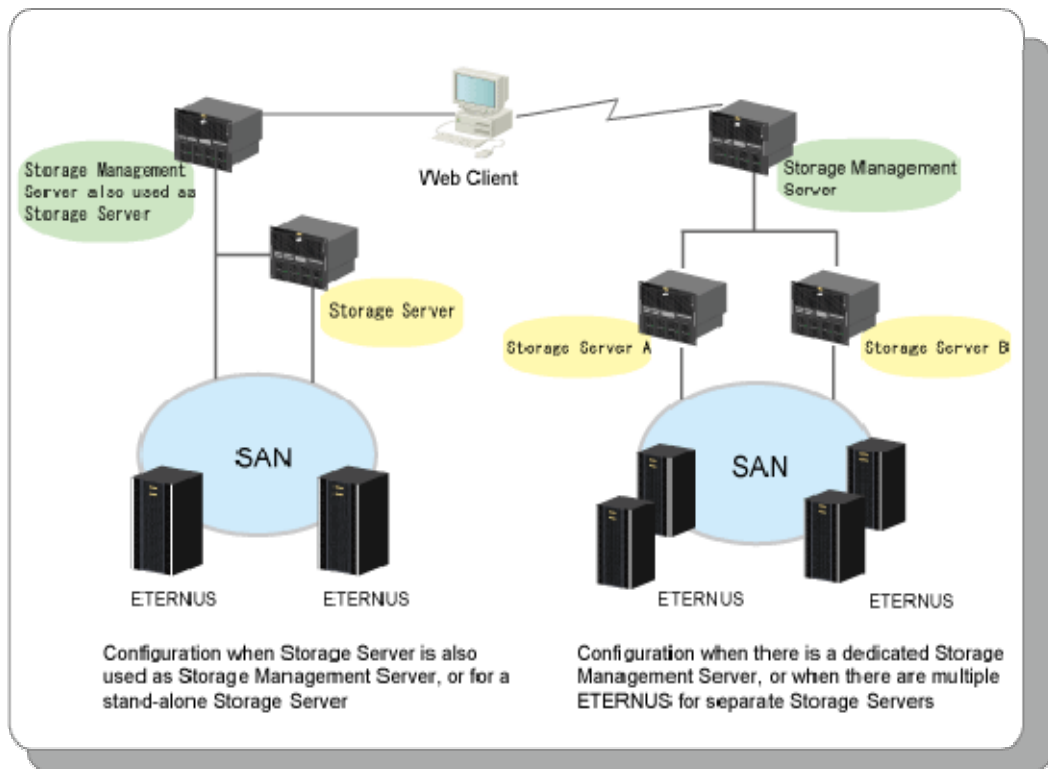 Web Client
Storage Management
Server also used as
Storage Server
Storage Management
Server
Storage Server
Storage Server A
Storage Server B
SAN
SAN
ETERNUS
ETERNUS
ETERNUS
ETERNUS
Configuration when Storage Server is also
used as Storage Management Server, or for a
stand-alone Storage Server
Configuration when there is a dedicated Storage
Management Server, or when there are multiple
ETERNUS for separate Storage Servers